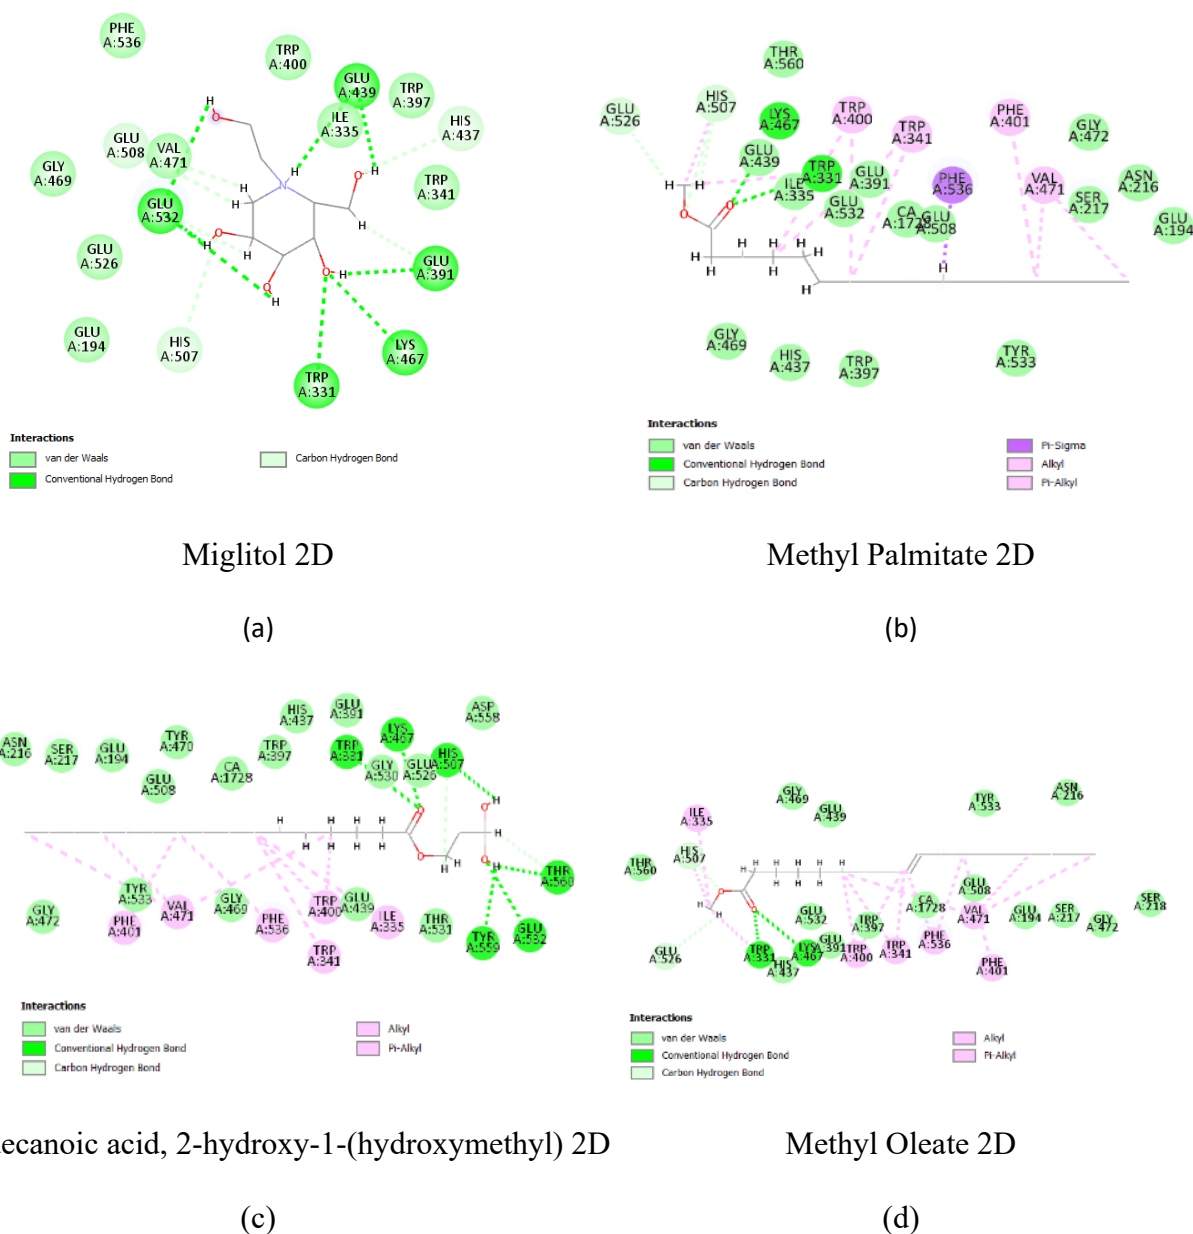 PHE
A:536
TRP
A:400
GLU
A:439
TRP
A:397
ILE
A:335
HIS
A:437
GLU
A:508
VAL
A:471
GLY
A:469
TRP
A:341
GLU
A:532
GLU
A:526
GLU
A:391
GLU
A:194
HIS
A:507
LYS
A:467
TRP
A:331
H
O
H
H
N
O
H
H
H
O
H
H
O
H
O
H
Interactions
van der Waals
Conventional Hydrogen Bond
Carbon Hydrogen Bond
Miglitol 2D
(a)
THR
A:560
GLU
A:526
HIS
A:507
LYS
A:467
TRP
A:400
TRP
A:341
PHE
A:401
GLY
A:472
GLU
A:439
TRP
A:331
ILE
A:335
GLU
A:391
GLU
A:532
PHE
A:536
VAL
A:471
ASN
A:216
SER
A:217
GLU
A:194
CA
A:1728
GLU
A:508
H
H
H
O
O
H
H
H
H
H
H
H
H
H
GLY
A:469
HIS
A:437
TRP
A:397
TYR
A:533
Interactions
van der Waals
Conventional Hydrogen Bond
Carbon Hydrogen Bond
Pi-Sigma
Alkyl
Pi-Alkyl
Methyl Palmitate 2D
(b)
ASN
A:216
SER
A:217
GLU
A:194
TYR
A:470
GLU
A:508
CA
A:1728
TRP
A:397
HIS
A:437
GLU
A:391
TRP
A:331
LYS
A:467
GLY
A:530
GLU
A:526
HIS
A:507
ASP
A:558
H
H
H
H
H
H
H
H
H
O
O
H
H
O
H
H
O
H
THR
A:560
GLY
A:472
TYR
A:533
PHE
A:401
VAL
A:471
GLY
A:469
PHE
A:536
TRP
A:400
TRP
A:341
GLU
A:439
ILE
A:335
THR
A:531
TYR
A:559
GLU
A:532
Interactions
van der Waals
Conventional Hydrogen Bond
Carbon Hydrogen Bond
Alkyl
Pi-Alkyl
ecanoic acid, 2-hydroxy-1-(hydroxymethyl) 2D
(c)
ILE
A:335
GLY
A:469
GLU
A:439
TYR
A:533
ASN
A:216
THR
A:560
HIS
A:507
H
H
H
H
H
H
H
H
H
H
O
O
H
H
GLU
A:526
GLU
A:532
TRP
A:331
HIS
A:437
LYS
A:467
GLU
A:391
TRP
A:397
TRP
A:400
TRP
A:341
CA
A:1728
PHE
A:536
GLU
A:508
VAL
A:471
PHE
A:401
GLU
A:194
SER
A:217
GLY
A:472
SER
A:218
Interactions
van der Waals
Conventional Hydrogen Bond
Carbon Hydrogen Bond
Alkyl
Pi-Alkyl
Methyl Oleate 2D
(d)